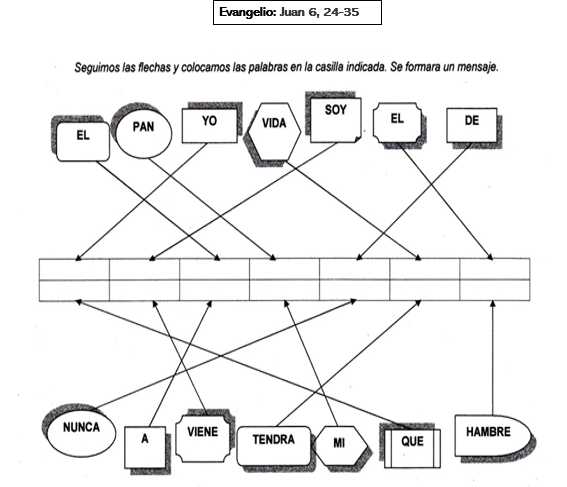 Evangelio: Juan 6, 24-35
Seguimos las flechas y colocamos las palabras en la casilla indicada. Se formara un mensaje.
EL PAN YO VIDA SOY EL DE
NUNCA A VIENE TENDRA MI QUE HAMBRE